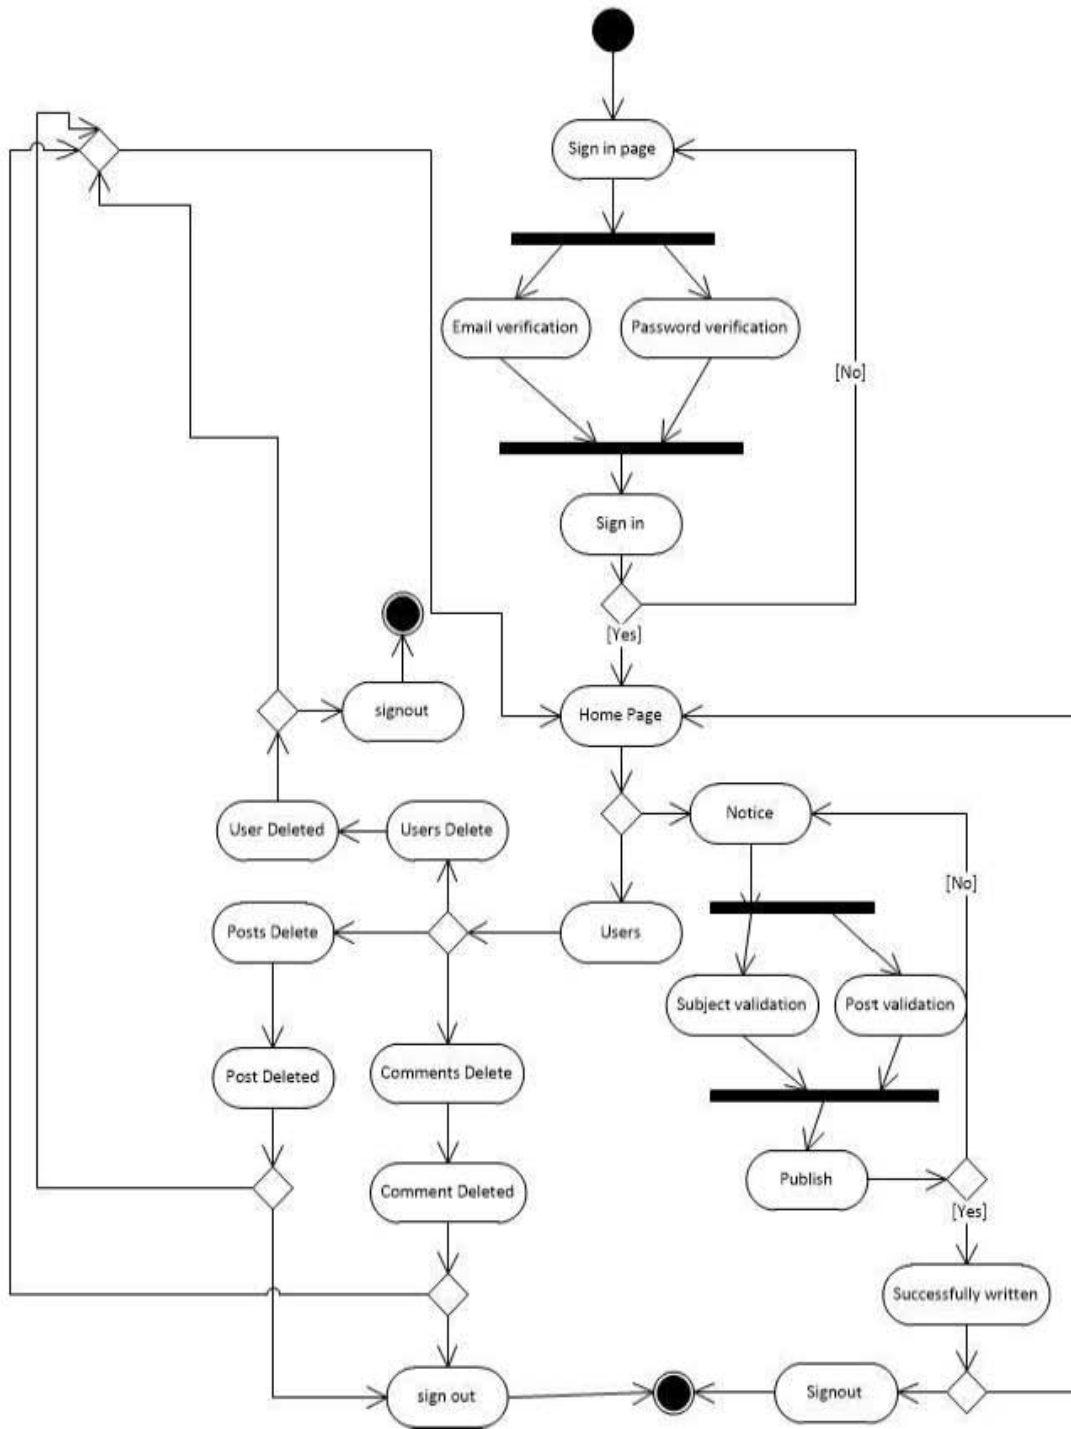 Sign in page
Email verification
Password verification
[No]
Sign in
[Yes]
signout
Home Page
User Deleted
Users Delete
Notice
[No]
Posts Delete
Users
Subject validation
Post validation
Post Deleted
Comments Delete
Comment Deleted
Publish
[Yes]
Successfully written
sign out
Signout